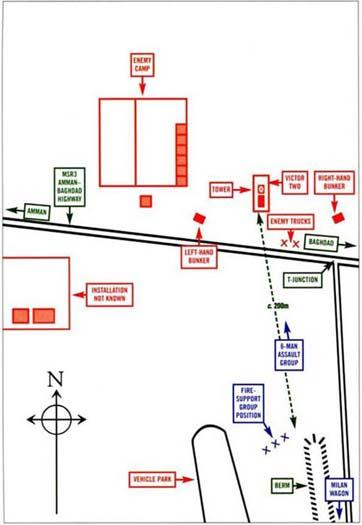 ENEMY
CAMP
MSR3
AMMAN–
BAGHDAD
HIGHWAY
TOWER
VICTOR
TWO
RIGHT-HAND
BUNKER
AMMAN
ENEMY TRUCKS
BAGHDAD
LEFT-HAND
BUNKER
T-JUNCTION
INSTALLATION
NOT KNOWN
c. 200m
6-MAN
ASSAULT
GROUP
N
FIRE-
SUPPORT
GROUP
POSITION
VEHICLE PARK
BERM
MILAN
WAGON